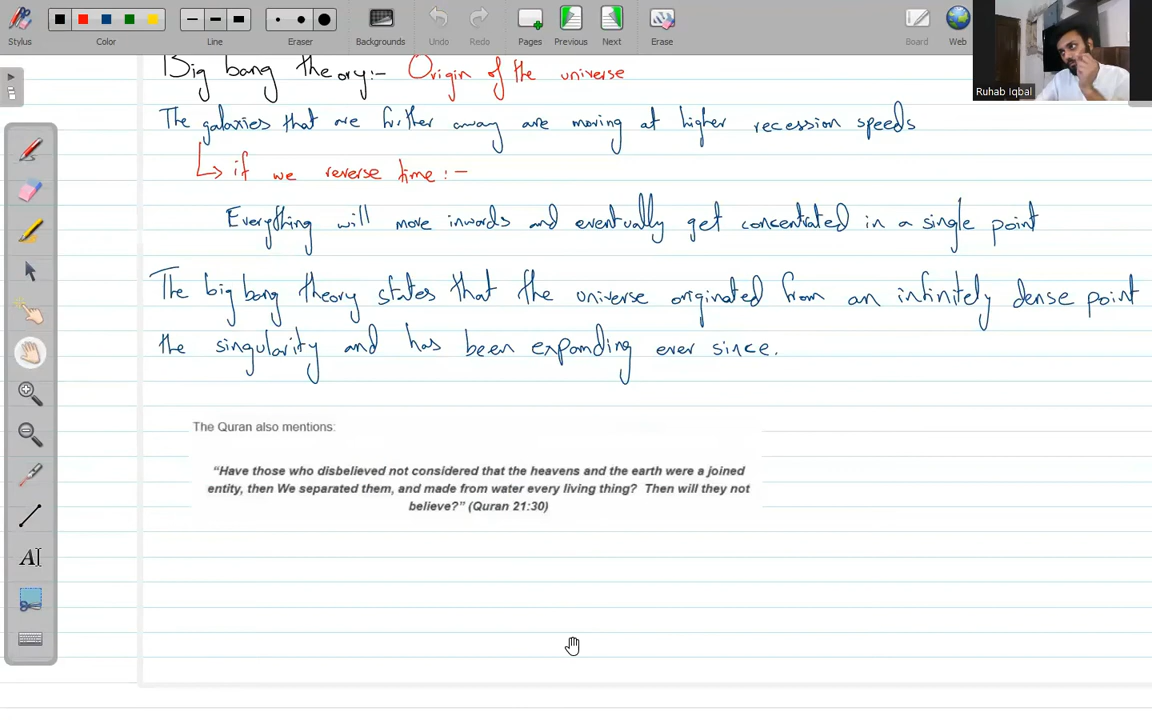 Stylus
Color
Line
Eraser
Backgrounds
Undo
Redo
Pages
Previous
Next
Erase
Board
Web
Ruhab Iqbal
Big bang theory:- Origin of the universe
The galaxies that are further away are moving at higher recession speeds
if we reverse time:-
Everything will move inwords and eventually get concentrated in a single point
The big bang theory states that the universe originated from an infinitely dense point
the singularity and has been expanding ever since.
The Quran also mentions:
“Have those who disbelieved not considered that the heavens and the earth were a joined
entity, then We separated them, and made from water every living thing? Then will they not
believe?” (Quran 21:30)
A